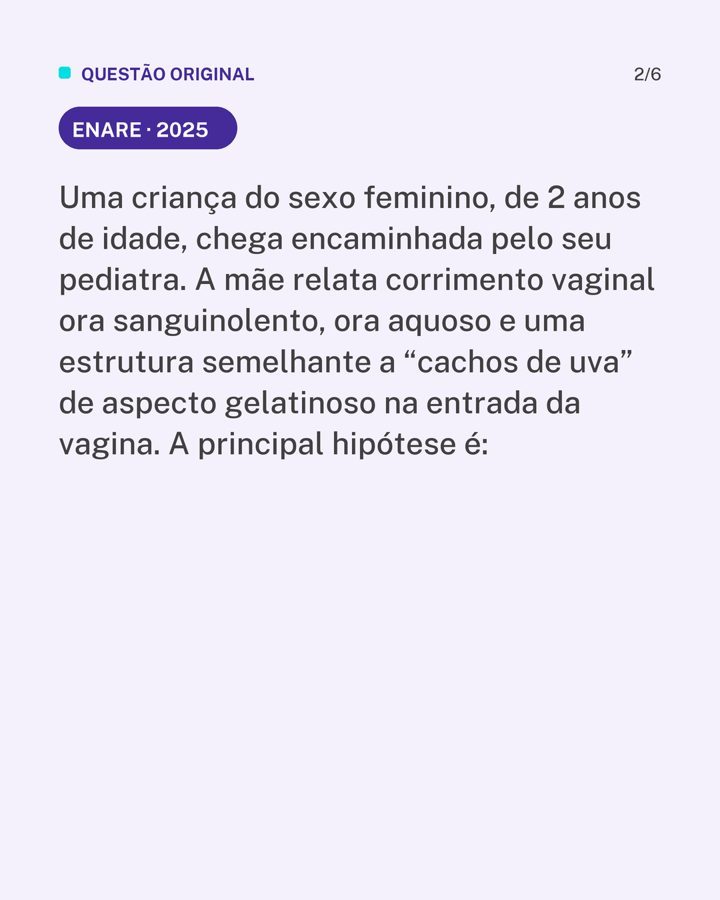 QUESTÃO ORIGINAL
2/6
ENARE · 2025
Uma criança do sexo feminino, de 2 anos
de idade, chega encaminhada pelo seu
pediatra. A mãe relata corrimento vaginal
ora sanguinolento, ora aquoso e uma
estrutura semelhante a “cachos de uva”
de aspecto gelatinoso na entrada da
vagina. A principal hipótese é: